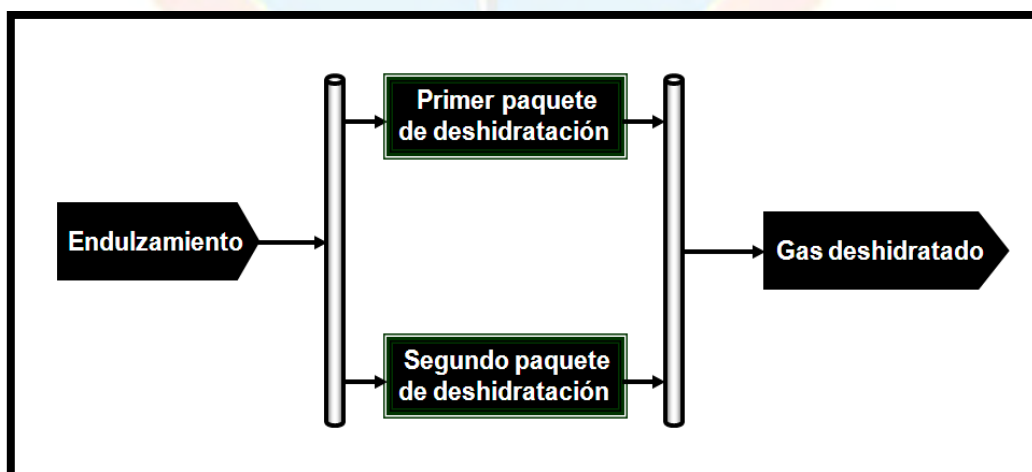 Primer paquete
de deshidratación
Endulzamiento
Gas deshidratado
Segundo paquete
de deshidratación